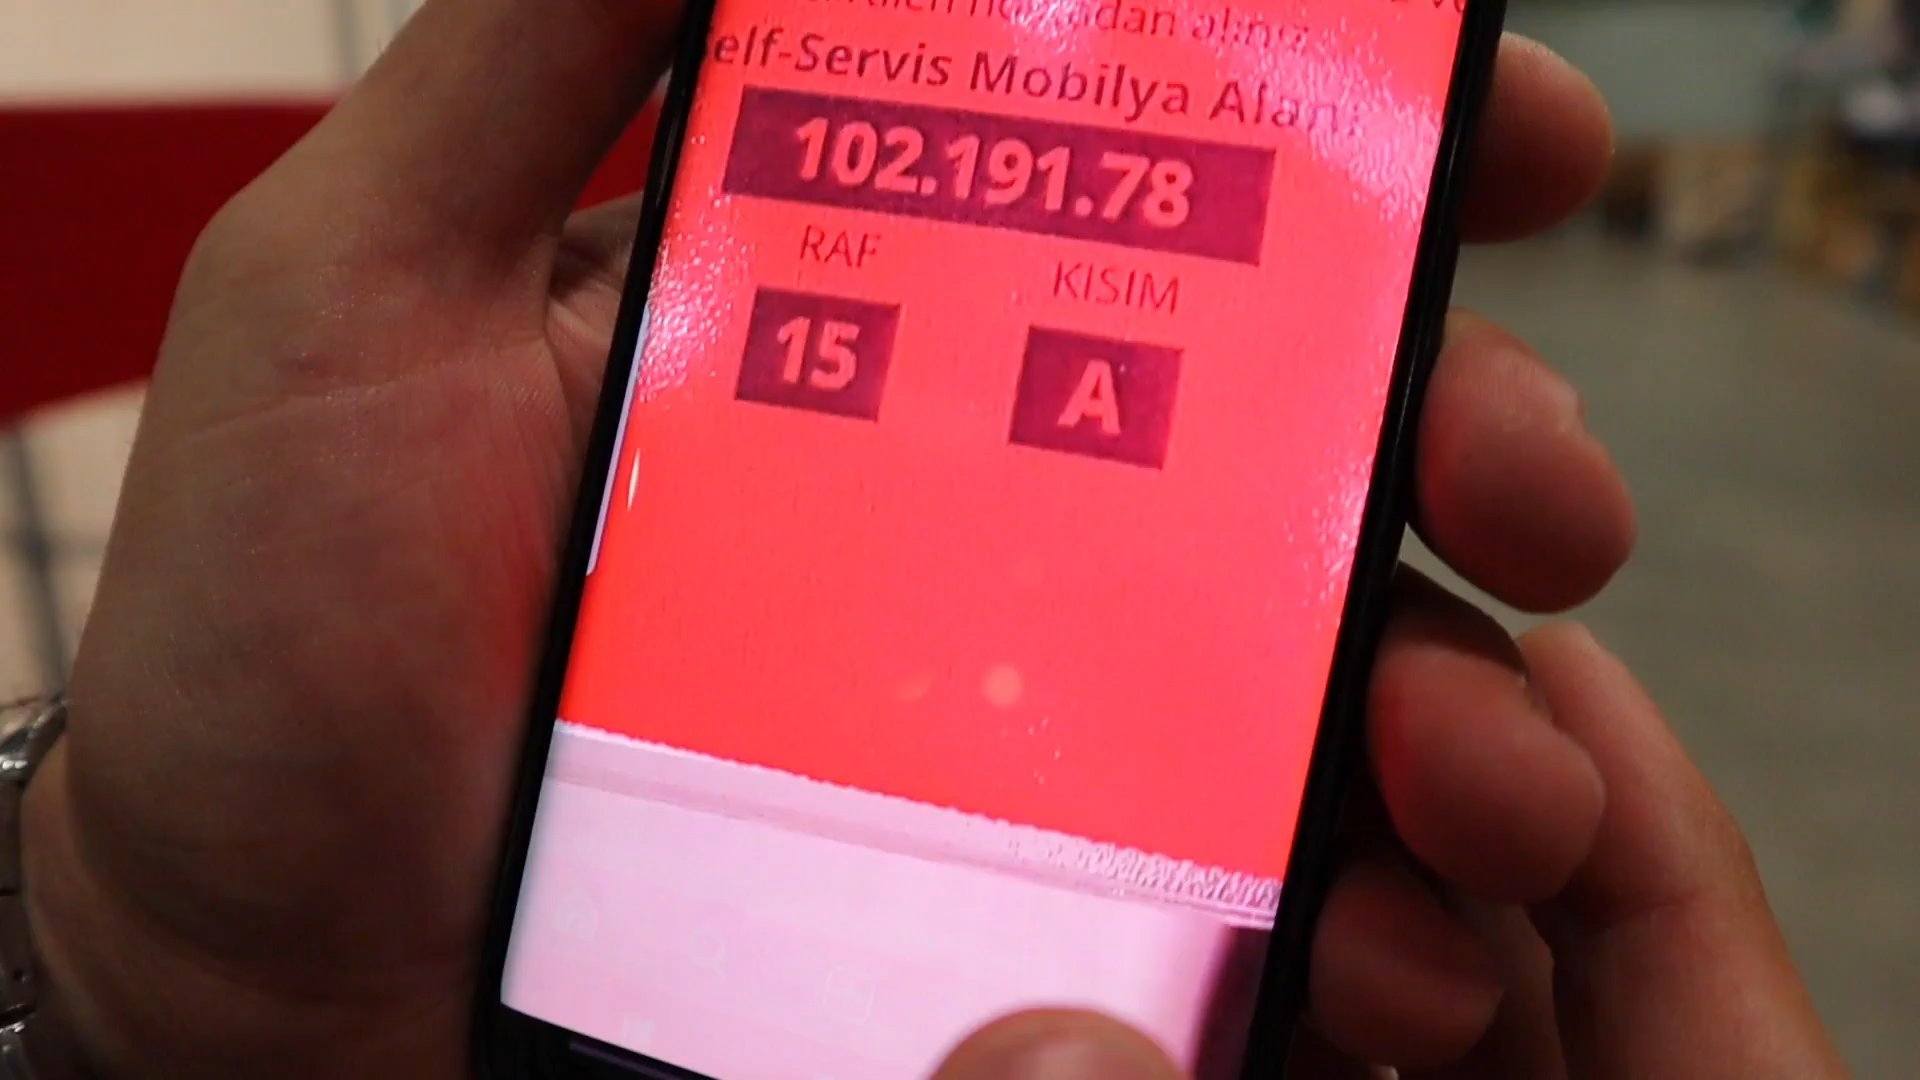 Self-Servis Mobilya Alanı
102.191.78
RAF
KISIM
15
A